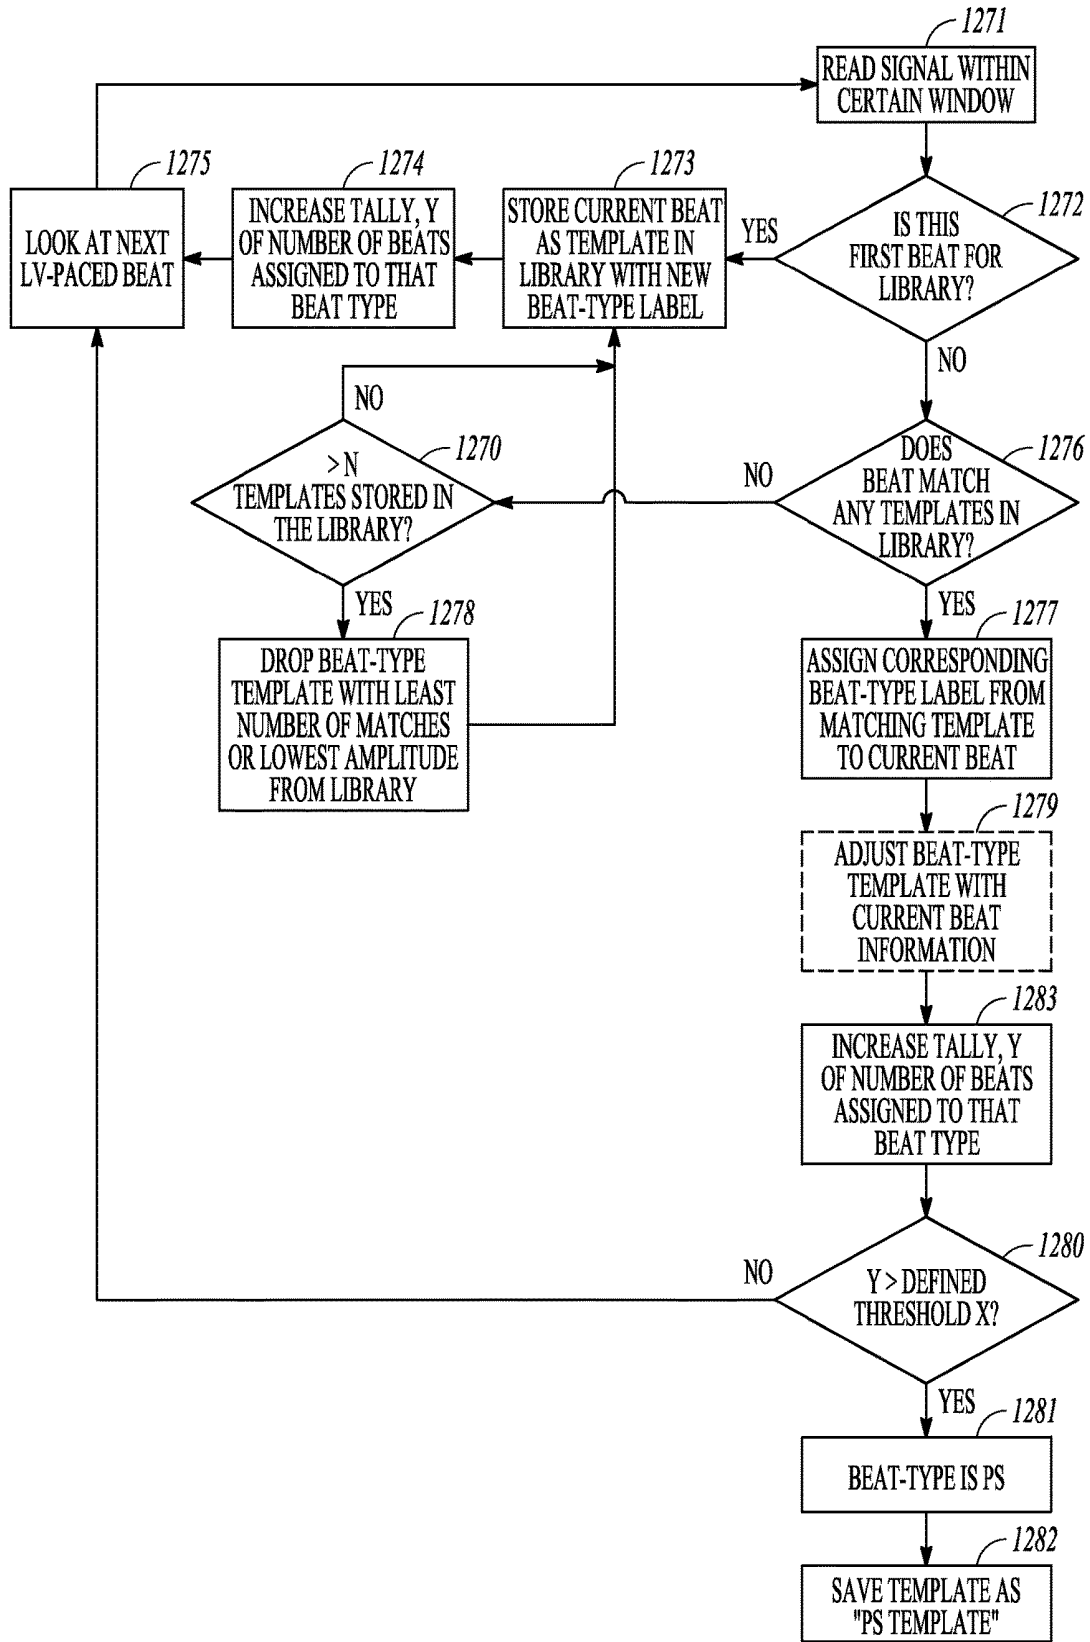 1271
READ SIGNAL WITHIN
CERTAIN WINDOW
1275
LOOK AT NEXT
LV-PACED BEAT
1274
INCREASE TALLY, Y
OF NUMBER OF BEATS
ASSIGNED TO THAT
BEAT TYPE
1273
STORE CURRENT BEAT
AS TEMPLATE IN
LIBRARY WITH NEW
BEAT-TYPE LABEL
YES
1272
IS THIS
FIRST BEAT FOR
LIBRARY?
NO
NO
1270
> N
TEMPLATES STORED IN
THE LIBRARY?
YES
NO
1276
DOES
BEAT MATCH
ANY TEMPLATES IN
LIBRARY?
YES
1278
DROP BEAT-TYPE
TEMPLATE WITH LEAST
NUMBER OF MATCHES
OR LOWEST AMPLITUDE
FROM LIBRARY
1277
ASSIGN CORRESPONDING
BEAT-TYPE LABEL FROM
MATCHING TEMPLATE
TO CURRENT BEAT
1279
ADJUST BEAT-TYPE
TEMPLATE WITH
CURRENT BEAT
INFORMATION
1283
INCREASE TALLY, Y
OF NUMBER OF BEATS
ASSIGNED TO THAT
BEAT TYPE
NO
1280
Y > DEFINED
THRESHOLD X?
YES
1281
BEAT-TYPE IS PS
1282
SAVE TEMPLATE AS
"PS TEMPLATE"